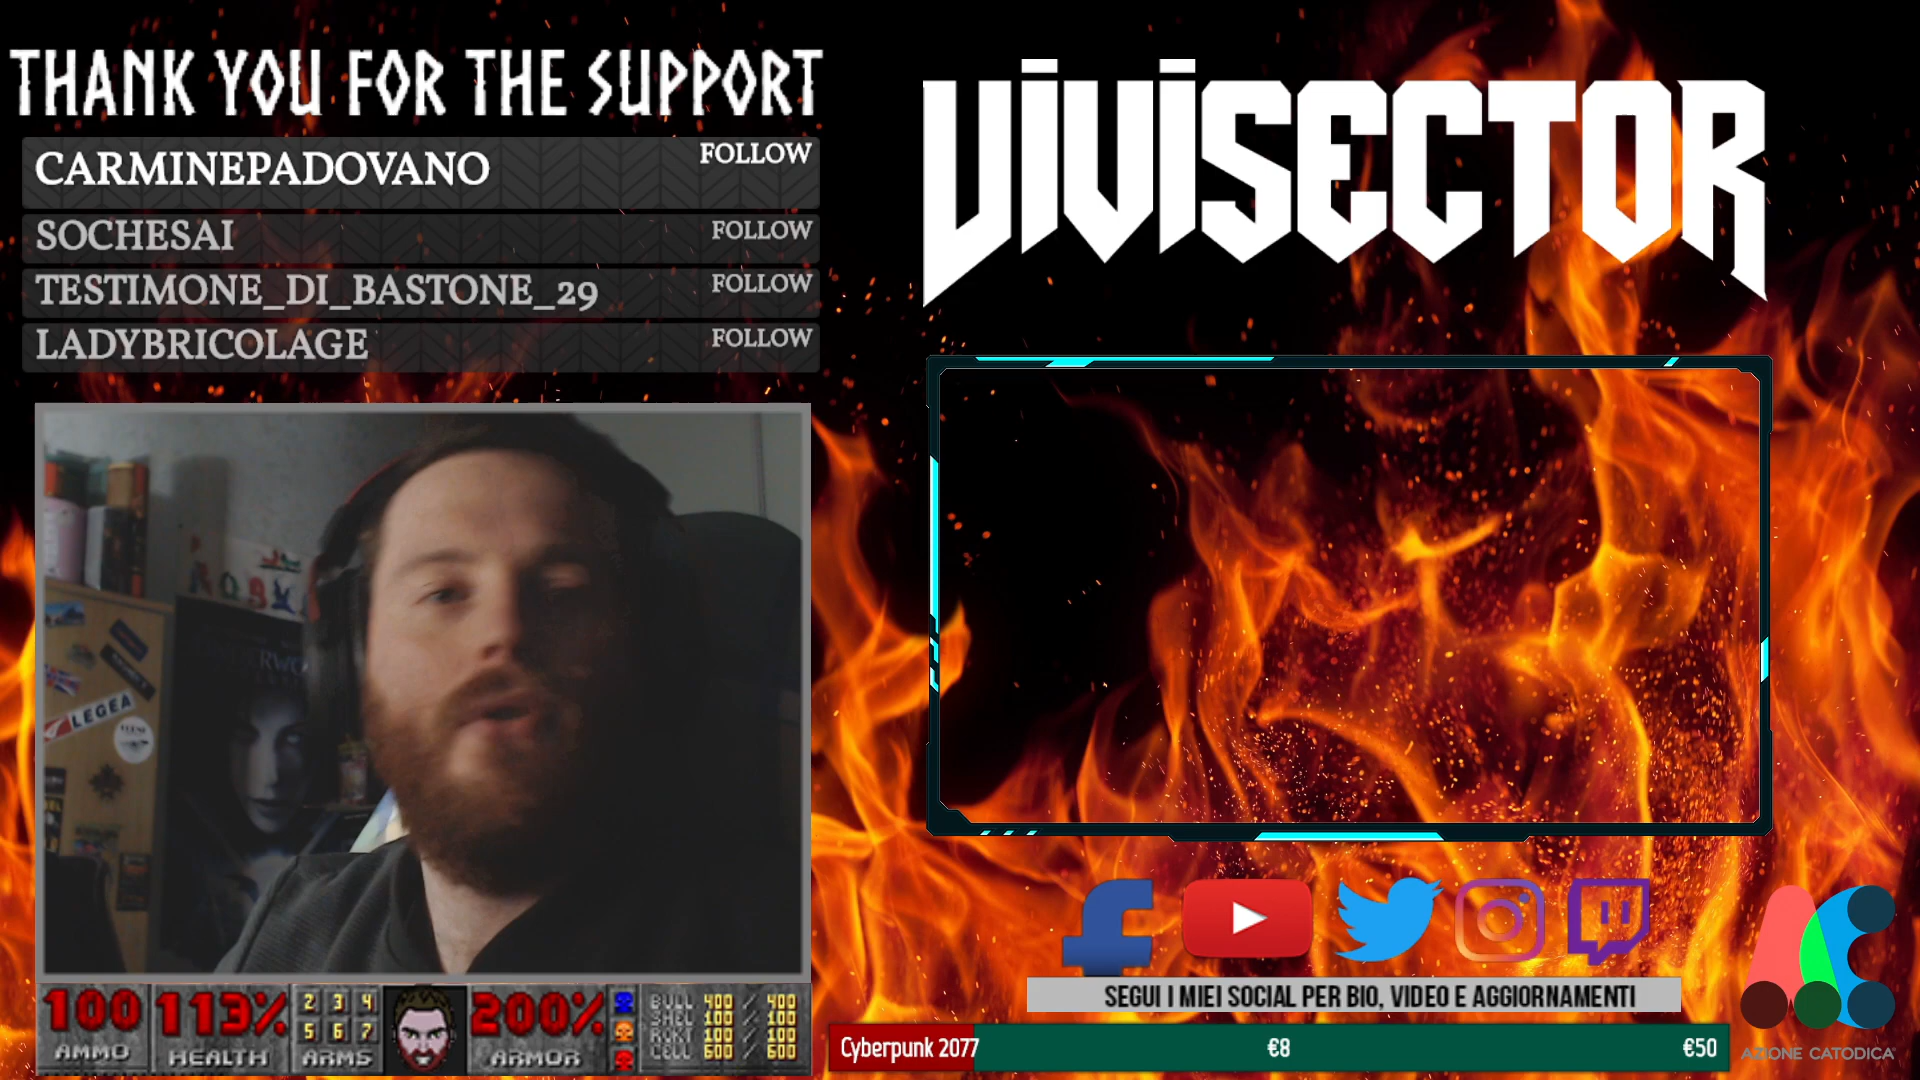 THANK YOU FOR THE SUPPORT
CARMINEPADOVANO FOLLOW
SOCHESAI FOLLOW
TESTIMONE_DI_BASTONE_29 FOLLOW
LADYBRICOLAGE FOLLOW
VIVISECTOR
LEGEA
SEGUI I MIEI SOCIAL PER BIO, VIDEO E AGGIORNAMENTI
Cyberpunk 2077 €8 €50
AZIONE CATODICA
100 113% 2 3 4 200% BULL 400 / 400
SHEL 100 / 100
5 6 7 RCKT 100 / 100
AMMO HEALTH ARMS ARMOR CELL 600 / 600